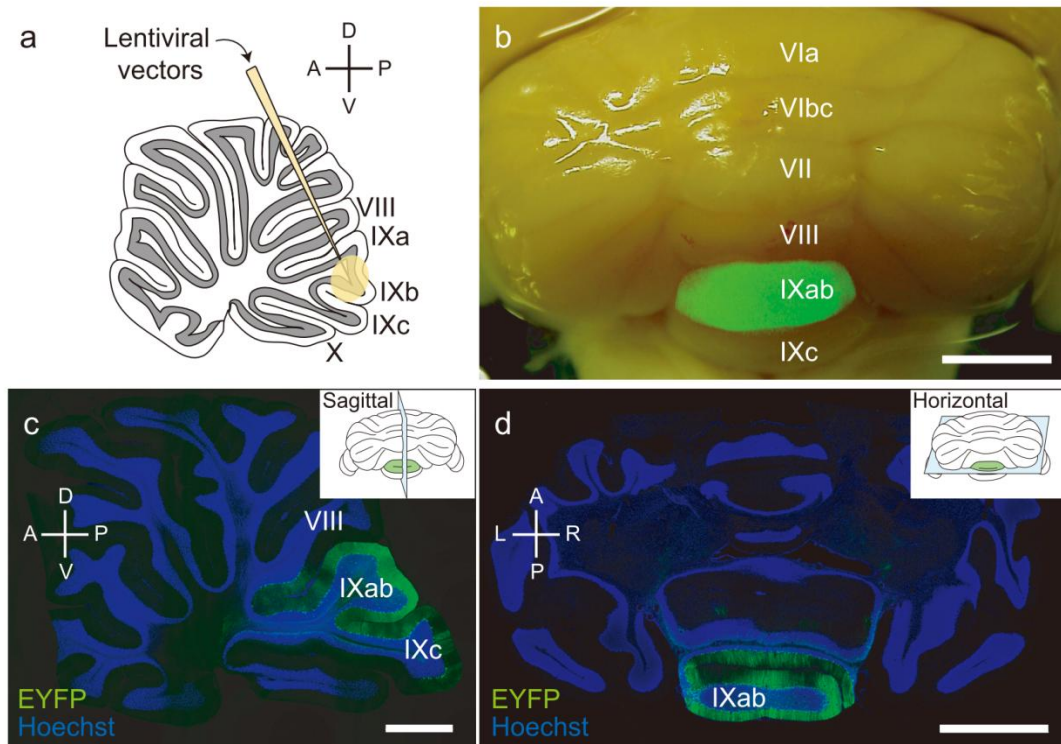 a
Lentiviral
vectors
D
A
P
V
VIII
IXa
IXb
IXc
X
b
VIa
VIbc
VII
VIII
IXab
IXc
c
Sagittal
D
A
P
V
VIII
IXab
IXc
EYFP
Hoechst
d
Horizontal
A
L
R
P
IXab
EYFP
Hoechst